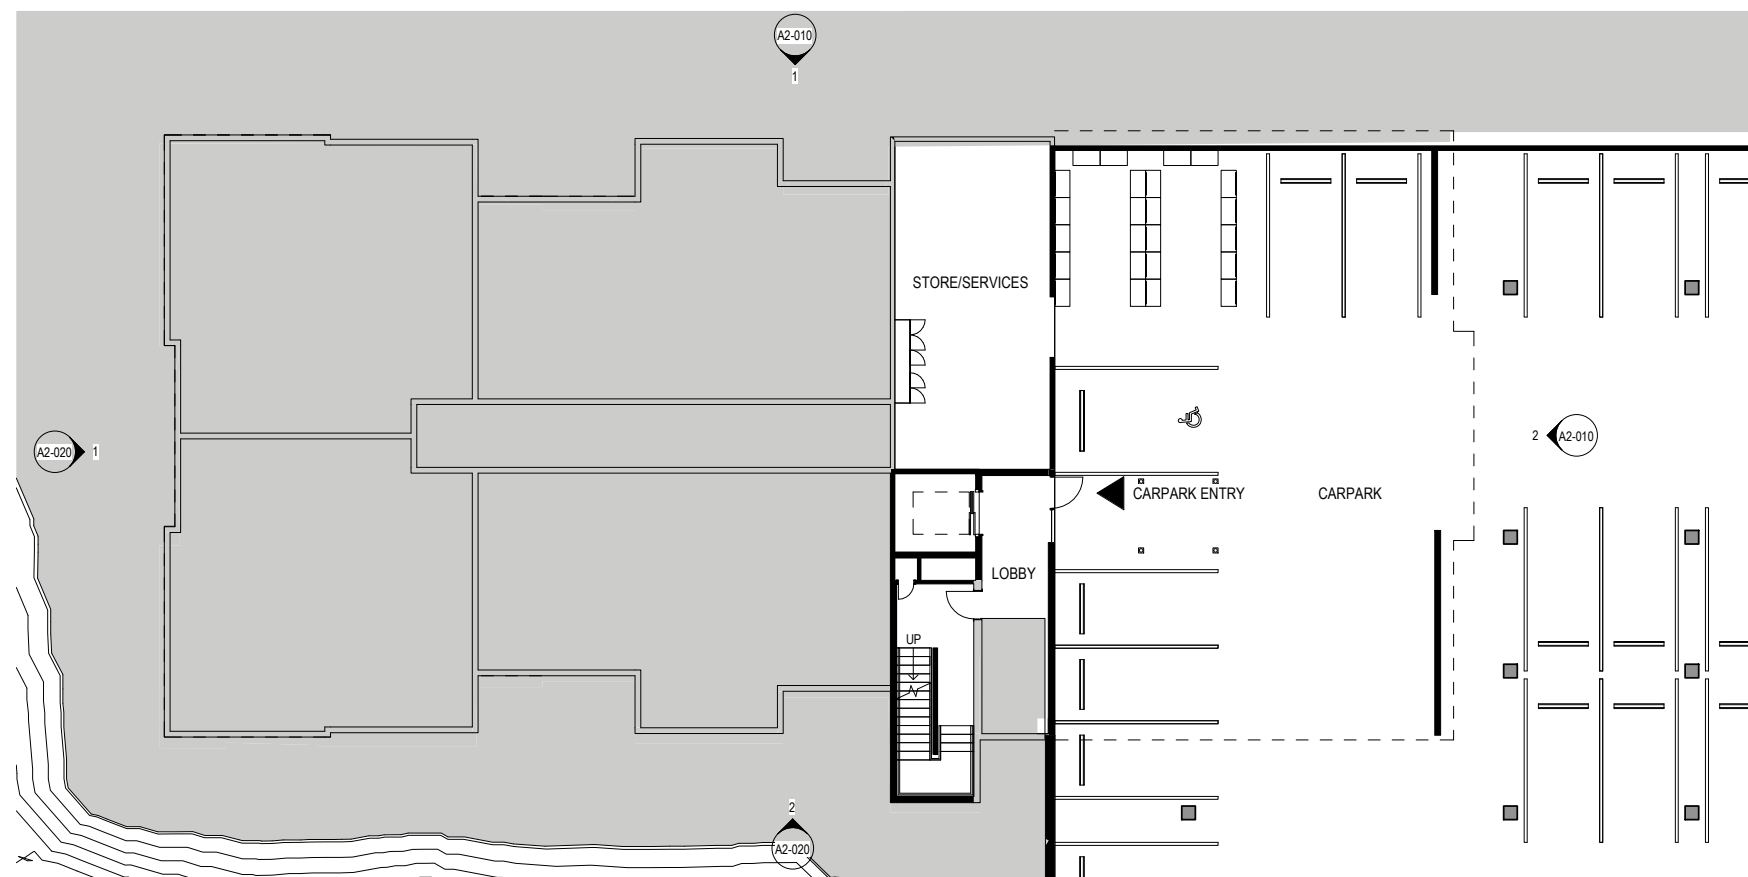 A2-010
1
STORE/SERVICES
A2-020 1
2 A2-010
CARPARK ENTRY
CARPARK
LOBBY
UP
2
A2-020